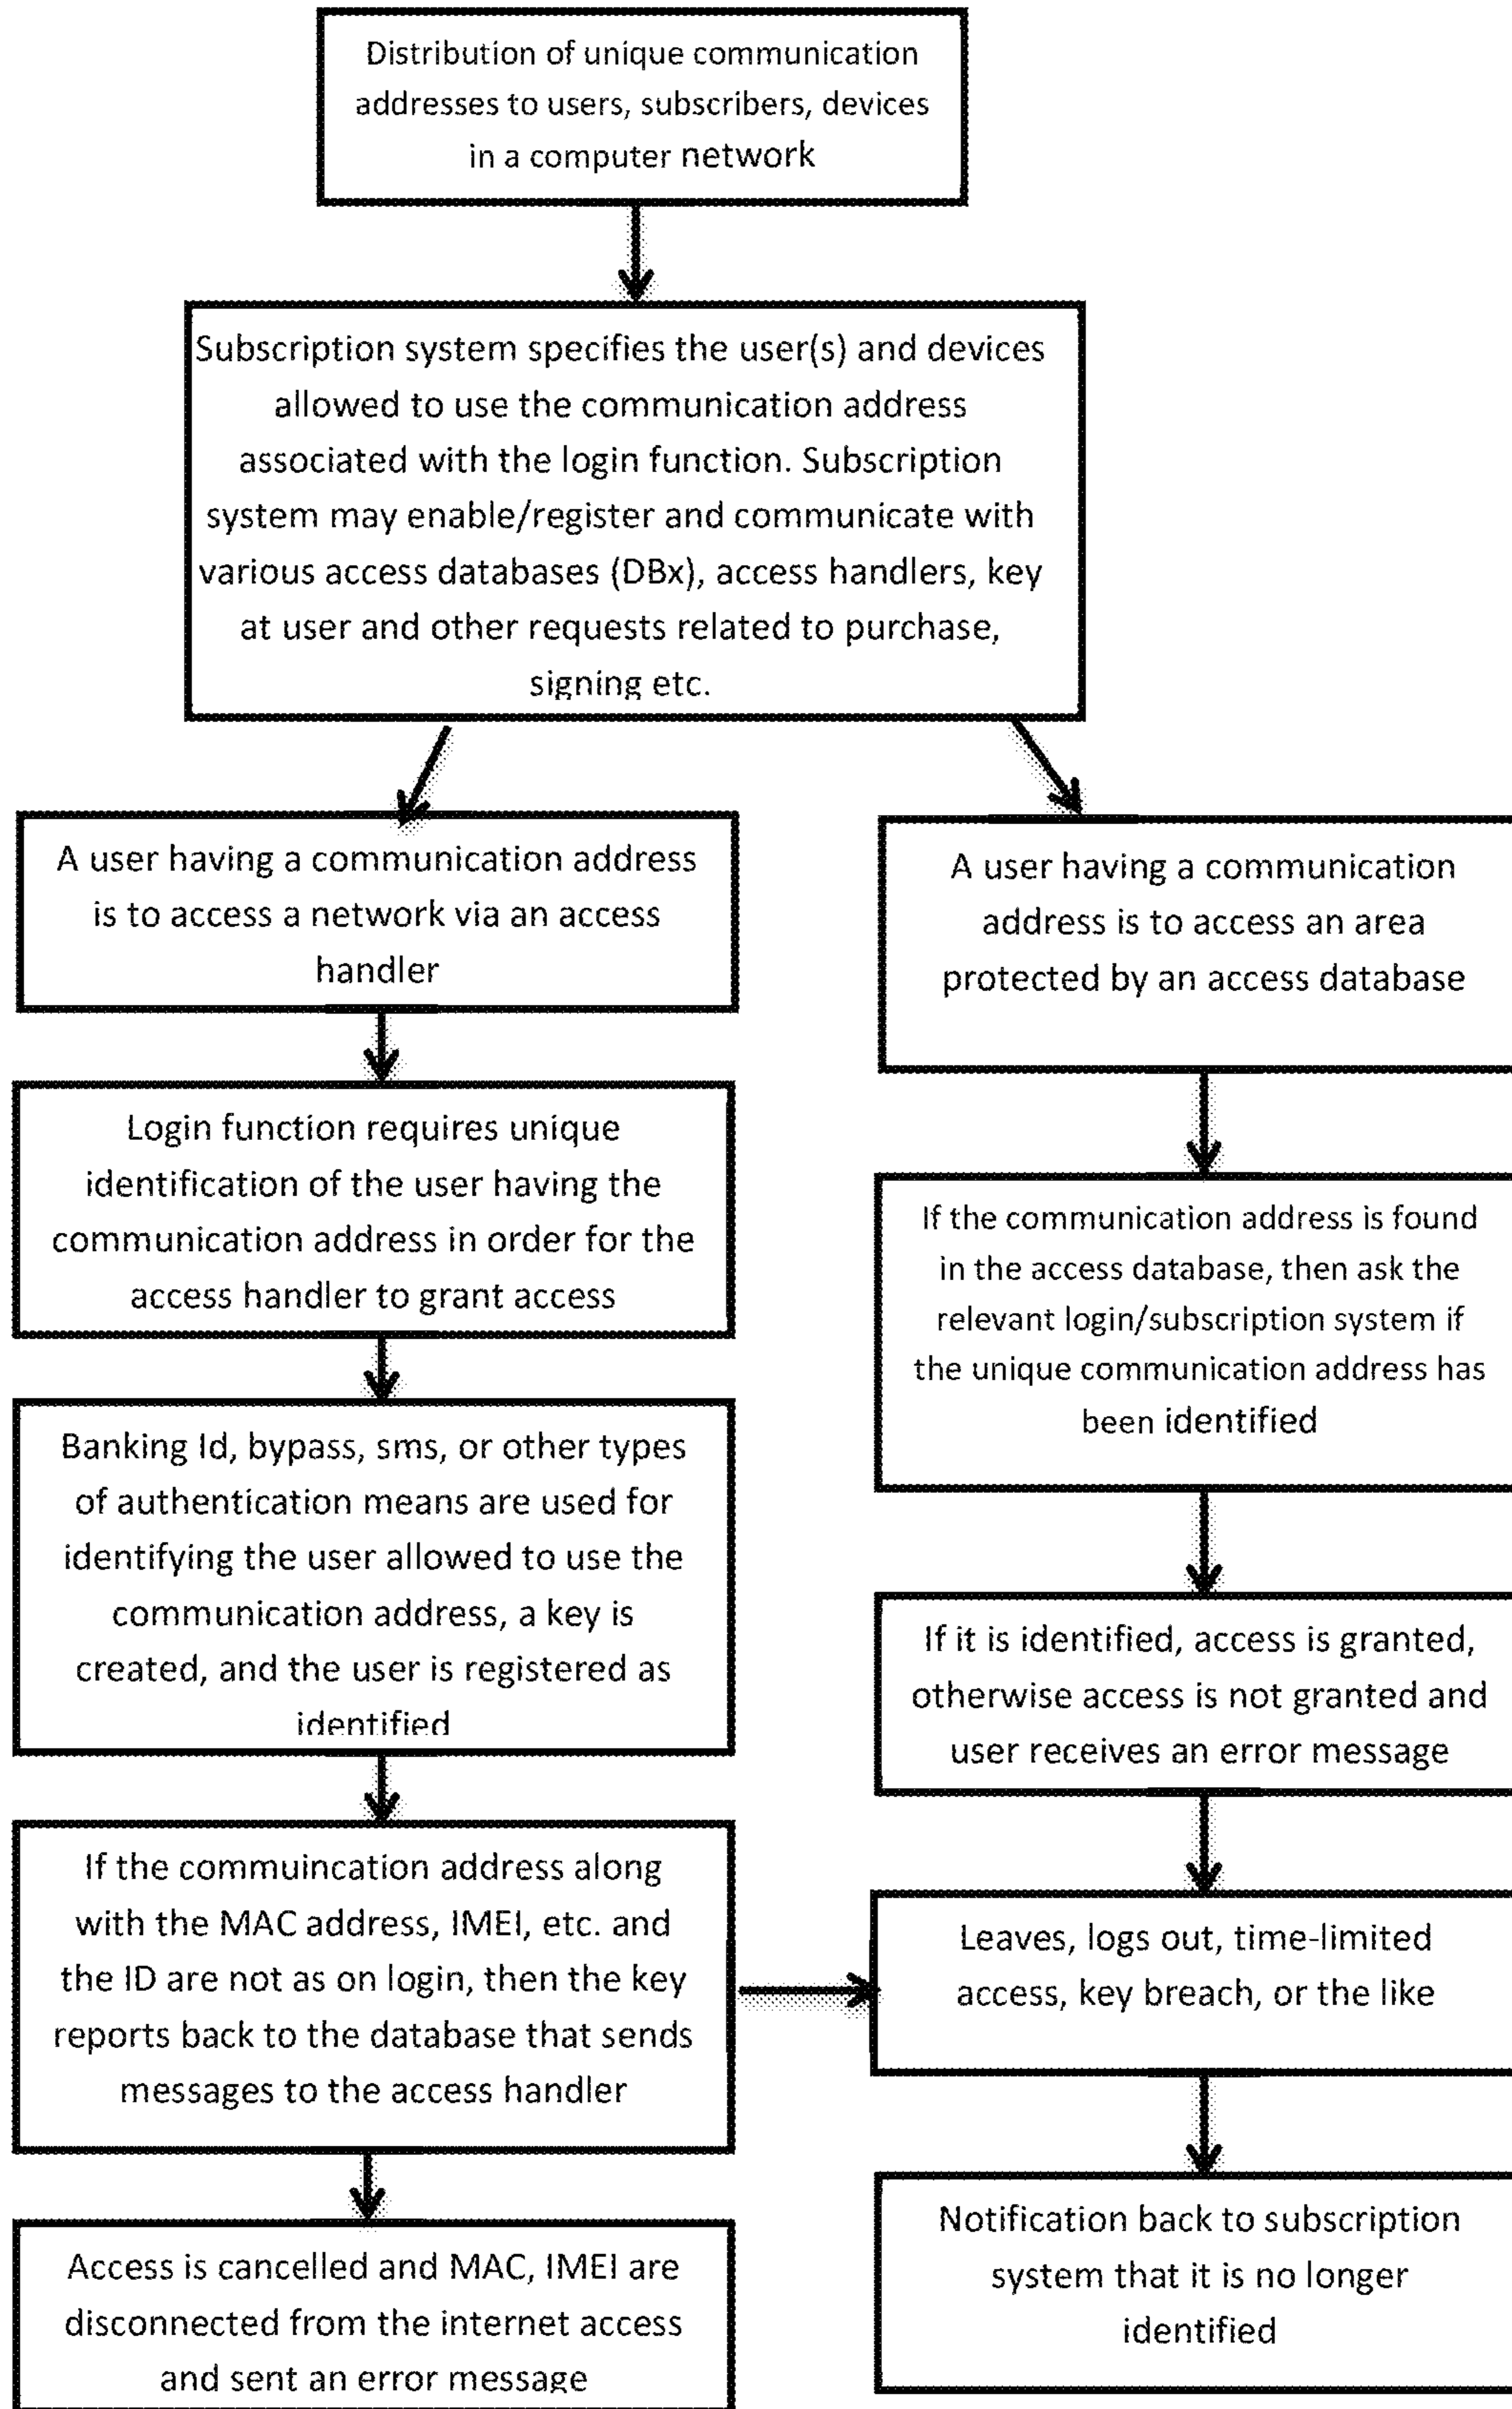 Distribution of unique communication
addresses to users, subscribers, devices
in a computer network
Subscription system specifies the user(s) and devices
allowed to use the communication address
associated with the login function. Subscription
system may enable/register and communicate with
various access databases (DBx), access handlers, key
at user and other requests related to purchase,
signing etc.
A user having a communication address
is to access a network via an access
handler
Login function requires unique
identification of the user having the
communication address in order for the
access handler to grant access
Banking Id, bypass, sms, or other types
of authentication means are used for
identifying the user allowed to use the
communication address, a key is
created, and the user is registered as
identified
If the commuincation address along
with the MAC address, IMEI, etc. and
the ID are not as on login, then the key
reports back to the database that sends
messages to the access handler
Access is cancelled and MAC, IMEI are
disconnected from the internet access
and sent an error message
A user having a communication
address is to access an area
protected by an access database
If the communication address is found
in the access database, then ask the
relevant login/subscription system if
the unique communication address has
been identified
If it is identified, access is granted,
otherwise access is not granted and
user receives an error message
Leaves, logs out, time-limited
access, key breach, or the like
Notification back to subscription
system that it is no longer
identified